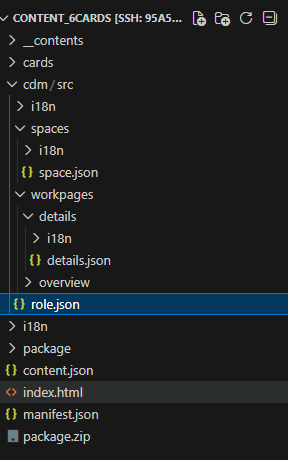 CONTENT_6CARDS [SSH: 95A5...
__contents
cards
cdm / src
i18n
spaces
i18n
{} space.json
workpages
details
i18n
{} details.json
overview
{} role.json
i18n
package
{} content.json
<> index.html
{} manifest.json
package.zip